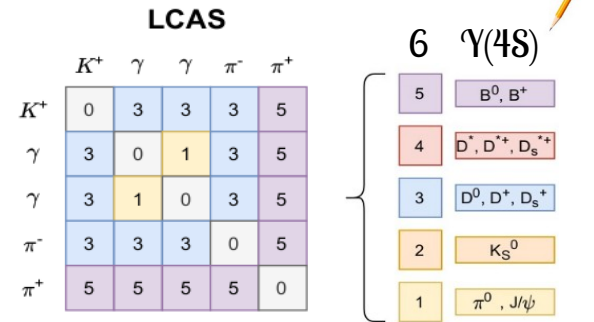 LCAS
6 ϒ(4S)
K⁺ γ γ π⁻ π⁺
K⁺ 0 3 3 3 5
γ 3 0 1 3 5
γ 3 1 0 3 5
π⁻ 3 3 3 0 5
π⁺ 5 5 5 5 0
5 B⁰, B⁺
4 D*, D*⁺, Dₛ*⁺
3 D⁰, D⁺, Dₛ⁺
2 K_S⁰
1 π⁰ , J/ψ